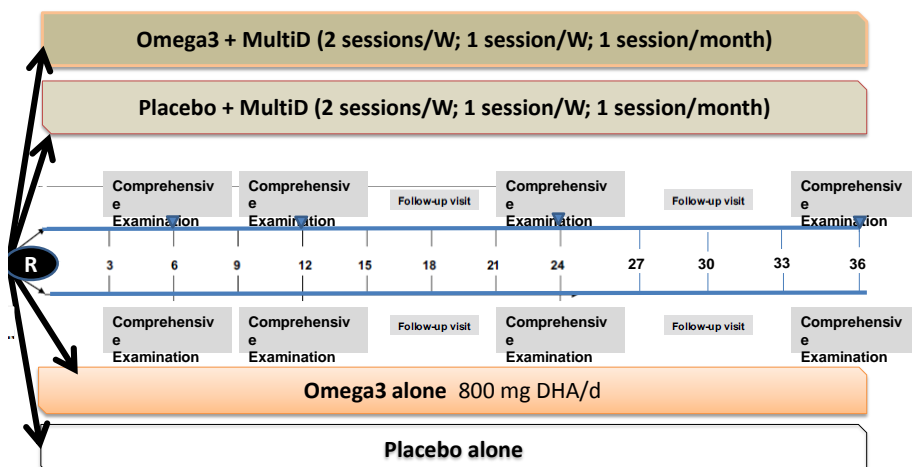 Omega3 + MultiD (2 sessions/W; 1 session/W; 1 session/month)
Placebo + MultiD (2 sessions/W; 1 session/W; 1 session/month)
Comprehensiv
e
Examination
Comprehensiv
e
Examination
Follow-up visit
Comprehensiv
e
Examination
Follow-up visit
Comprehensiv
e
Examination
R
3 6 9 12 15 18 21 24 27 30 33 36
Comprehensiv
e
Examination
Comprehensiv
e
Examination
Follow-up visit
Comprehensiv
e
Examination
Follow-up visit
Comprehensiv
e
Examination
Omega3 alone 800 mg DHA/d
Placebo alone